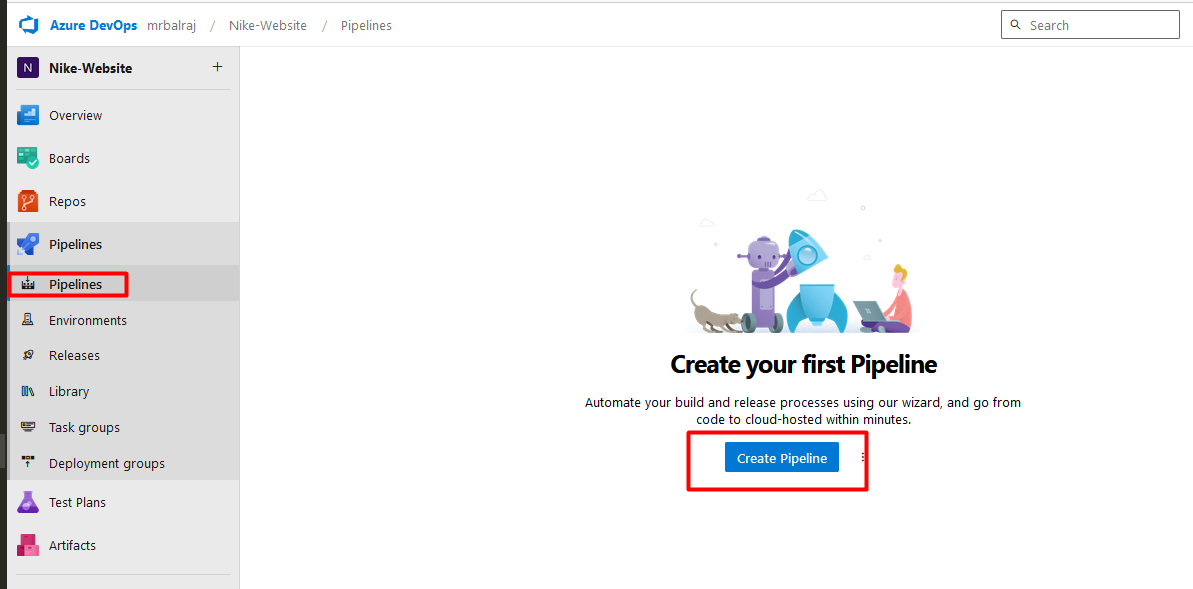 Azure DevOps mrbalraj / Nike-Website / Pipelines
Search
N Nike-Website +
Overview
Boards
Repos
Pipelines
Pipelines
Environments
Releases
Library
Task groups
Deployment groups
Test Plans
Artifacts
Create your first Pipeline
Automate your build and release processes using our wizard, and go from
code to cloud-hosted within minutes.
Create Pipeline